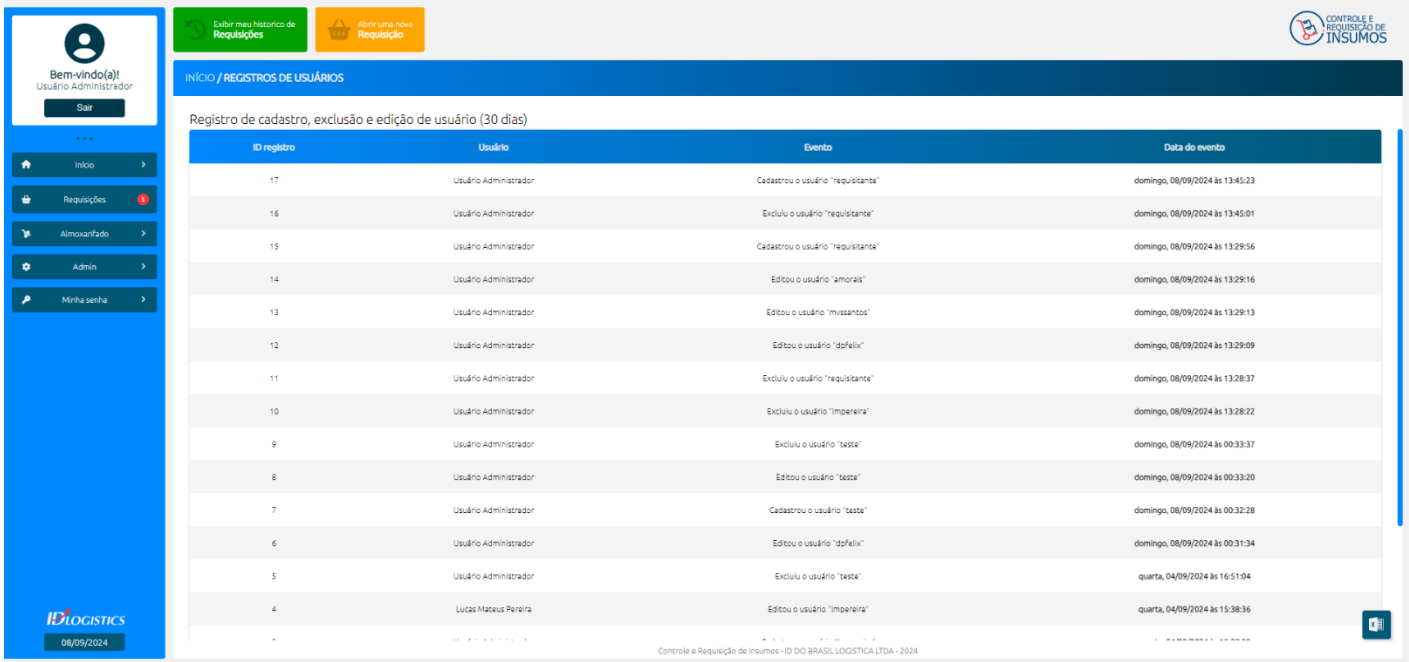 Bem-vindo(a)!
Usuário Administrador
Sair
Início
Requisições 5
Almoxarifado
Admin
Minha senha
ID LOGISTICS
08/09/2024
Exibir meu historico de
Requisições
Abrir uma nova
Requisição
CONTROLE E
REQUISIÇÃO DE
INSUMOS
INÍCIO / REGISTROS DE USUÁRIOS
Registro de cadastro, exclusão e edição de usuário (30 dias)
ID registro Usuário Evento Data do evento
17 Usuário Administrador Cadastrou o usuário "requisitante" domingo, 08/09/2024 às 13:45:23
16 Usuário Administrador Excluiu o usuário "requisitante" domingo, 08/09/2024 às 13:45:01
15 Usuário Administrador Cadastrou o usuário "requisitante" domingo, 08/09/2024 às 13:29:56
14 Usuário Administrador Editou o usuário "amorais" domingo, 08/09/2024 às 13:29:16
13 Usuário Administrador Editou o usuário "mvssantos" domingo, 08/09/2024 às 13:29:13
12 Usuário Administrador Editou o usuário "dpfelix" domingo, 08/09/2024 às 13:29:09
11 Usuário Administrador Excluiu o usuário "requisitante" domingo, 08/09/2024 às 13:28:37
10 Usuário Administrador Excluiu o usuário "lmpereira" domingo, 08/09/2024 às 13:28:22
9 Usuário Administrador Excluiu o usuário "teste" domingo, 08/09/2024 às 00:33:37
8 Usuário Administrador Editou o usuário "teste" domingo, 08/09/2024 às 00:33:20
7 Usuário Administrador Cadastrou o usuário "teste" domingo, 08/09/2024 às 00:32:28
6 Usuário Administrador Editou o usuário "dpfelix" domingo, 08/09/2024 às 00:31:34
5 Usuário Administrador Excluiu o usuário "teste" quarta, 04/09/2024 às 16:51:04
4 Lucas Mateus Pereira Editou o usuário "lmpereira" quarta, 04/09/2024 às 15:38:36
Controle e Requisição de Insumos - ID DO BRASIL LOGISTICA LTDA - 2024